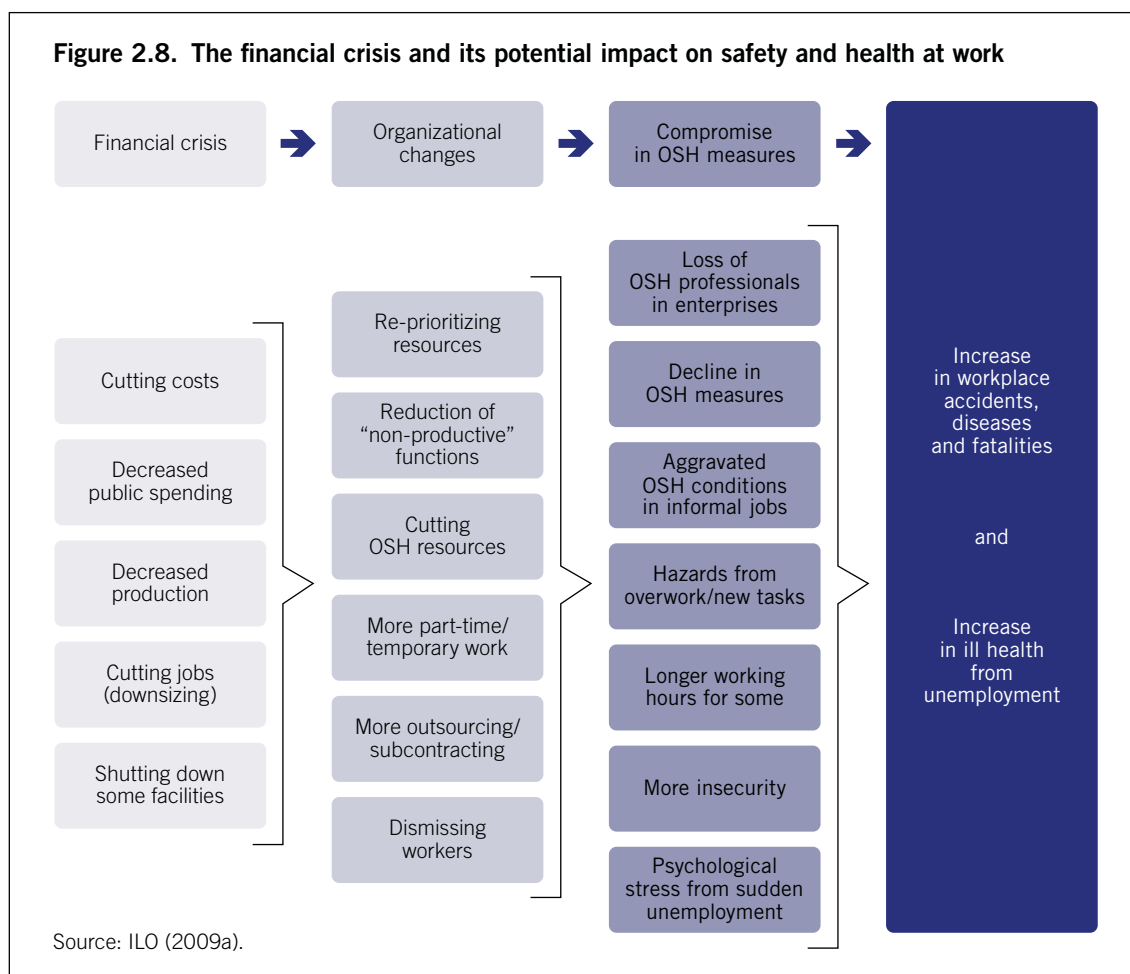 Figure 2.8. The financial crisis and its potential impact on safety and health at work
Financial crisis
Organizational
changes
Compromise
in OSH measures
Cutting costs
Decreased
public spending
Decreased
production
Cutting jobs
(downsizing)
Shutting down
some facilities
Re-prioritizing
resources
Reduction of
“non-productive”
functions
Cutting
OSH resources
More part-time/
temporary work
More outsourcing/
subcontracting
Dismissing
workers
Loss of
OSH professionals
in enterprises
Decline in
OSH measures
Aggravated
OSH conditions
in informal jobs
Hazards from
overwork/new tasks
Longer working
hours for some
More insecurity
Psychological
stress from sudden
unemployment
Increase
in workplace
accidents,
diseases
and fatalities
and
Increase
in ill health
from
unemployment
Source: ILO (2009a).